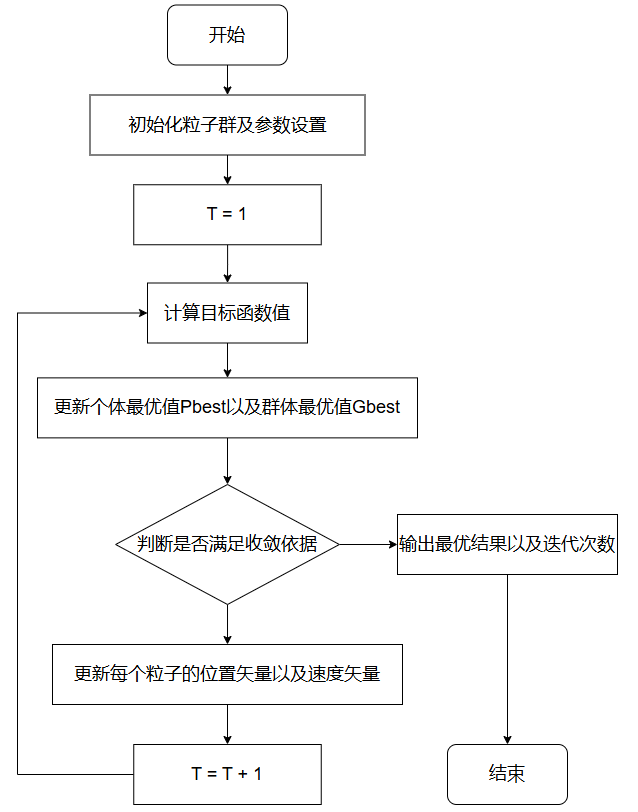 开始
初始化粒子群及参数设置
T = 1
计算目标函数值
更新个体最优值Pbest以及群体最优值Gbest
判断是否满足收敛依据
输出最优结果以及迭代次数
更新每个粒子的位置矢量以及速度矢量
T = T + 1
结束